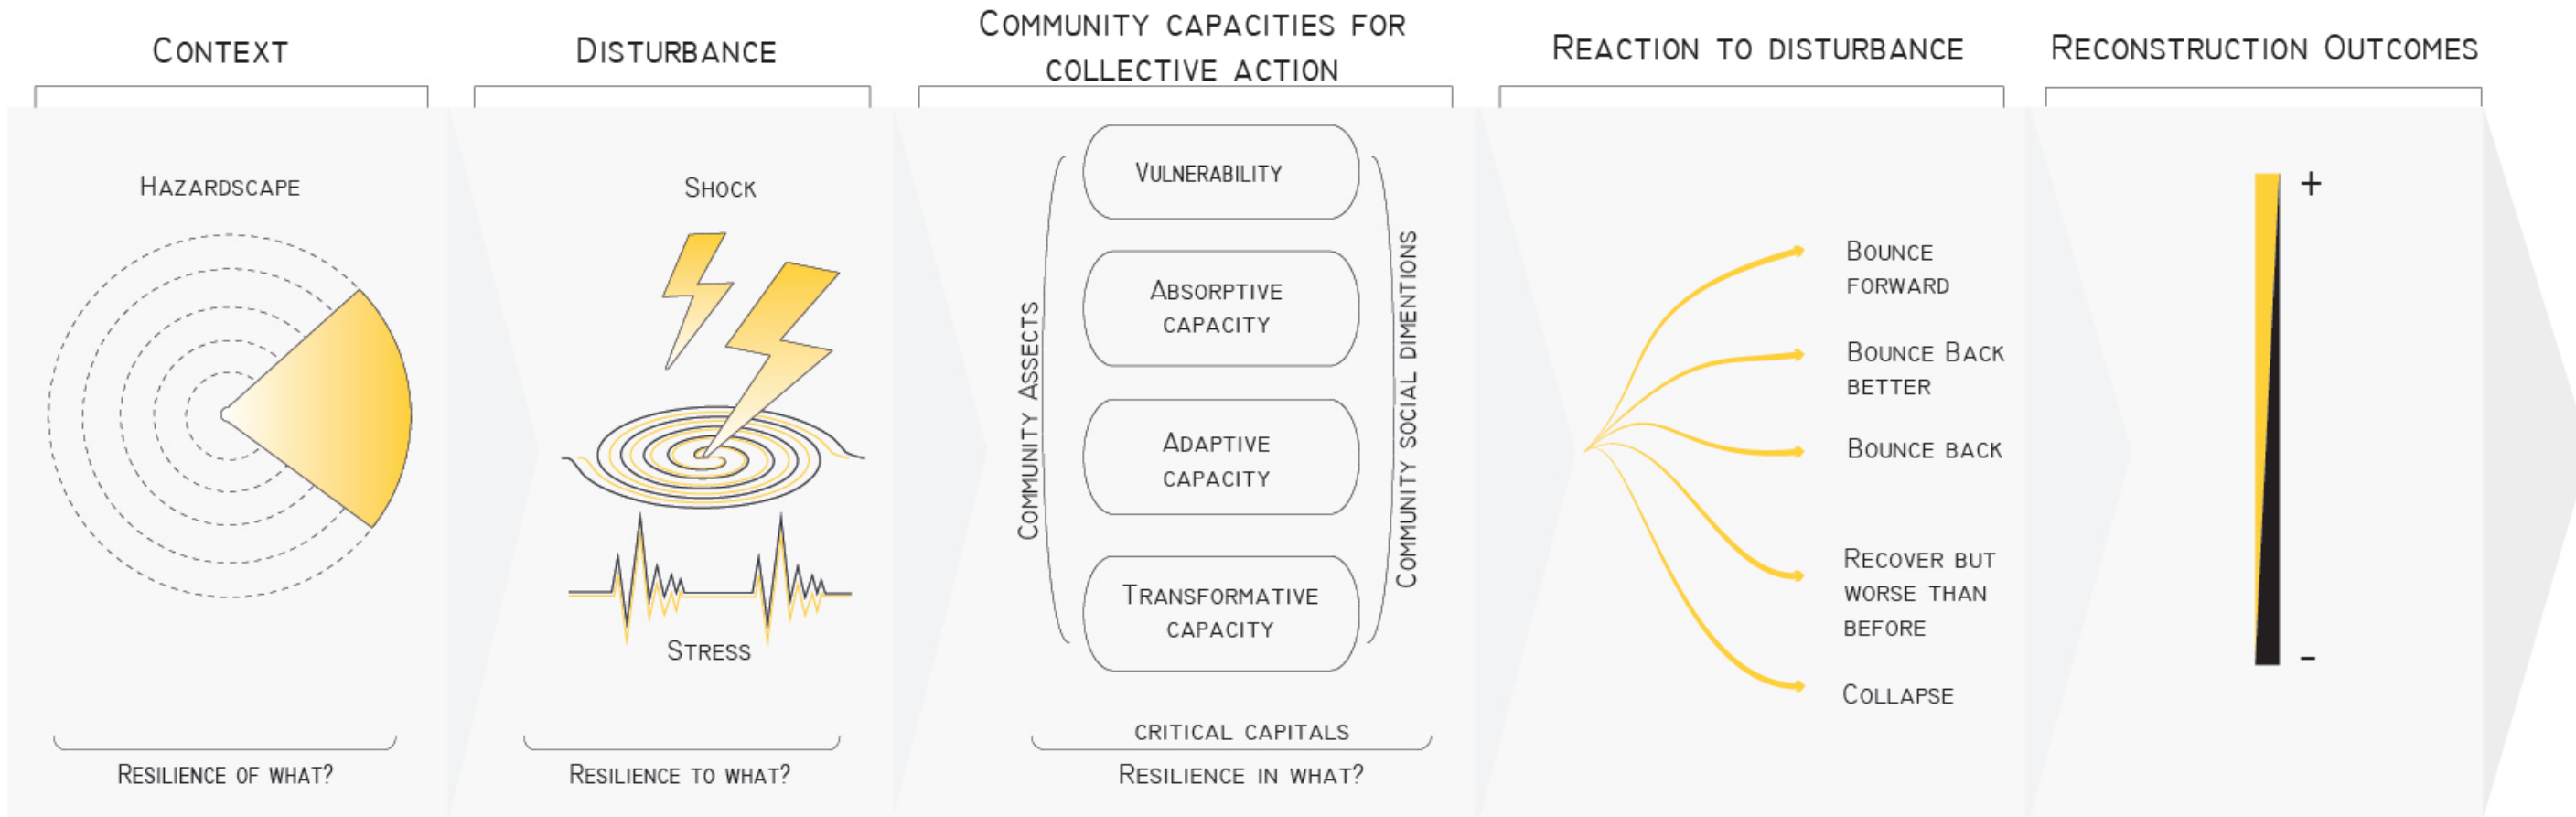 CONTEXT
HAZARDSCAPE
RESILIENCE OF WHAT?
DISTURBANCE
SHOCK
STRESS
RESILIENCE TO WHAT?
COMMUNITY CAPACITIES FOR
COLLECTIVE ACTION
COMMUNITY ASSECTS
VULNERABILITY
ABSORPTIVE
CAPACITY
ADAPTIVE
CAPACITY
TRANSFORMATIVE
CAPACITY
COMMUNITY SOCIAL DIMENTIONS
CRITICAL CAPITALS
RESILIENCE IN WHAT?
REACTION TO DISTURBANCE
BOUNCE
FORWARD
BOUNCE BACK
BETTER
BOUNCE BACK
RECOVER BUT
WORSE THAN
BEFORE
COLLAPSE
RECONSTRUCTION OUTCOMES
+
-